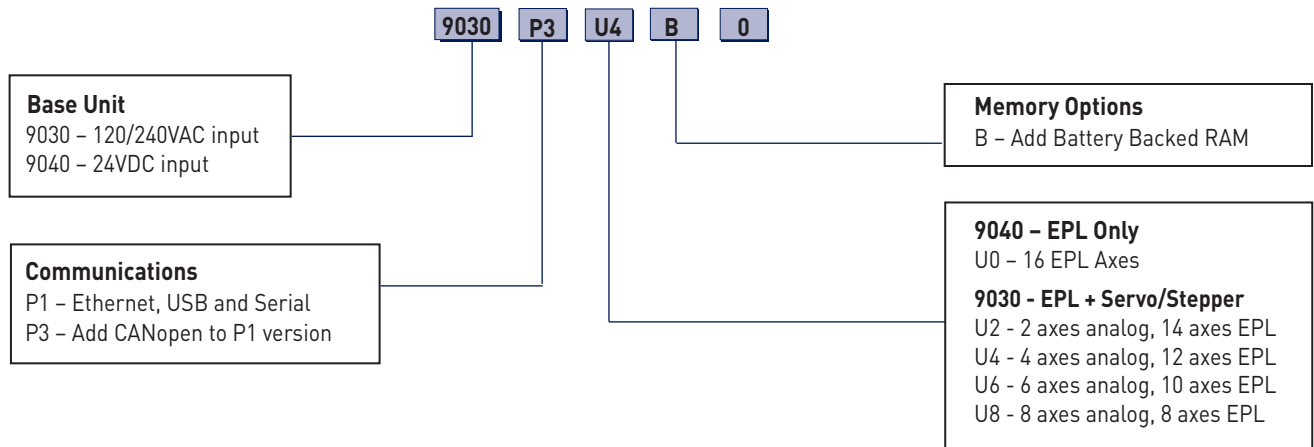 9030 P3 U4 B 0
Base Unit
9030 – 120/240VAC input
9040 – 24VDC input
Communications
P1 – Ethernet, USB and Serial
P3 – Add CANopen to P1 version
Memory Options
B – Add Battery Backed RAM
9040 – EPL Only
U0 – 16 EPL Axes
9030 - EPL + Servo/Stepper
U2 - 2 axes analog, 14 axes EPL
U4 - 4 axes analog, 12 axes EPL
U6 - 6 axes analog, 10 axes EPL
U8 - 8 axes analog, 8 axes EPL